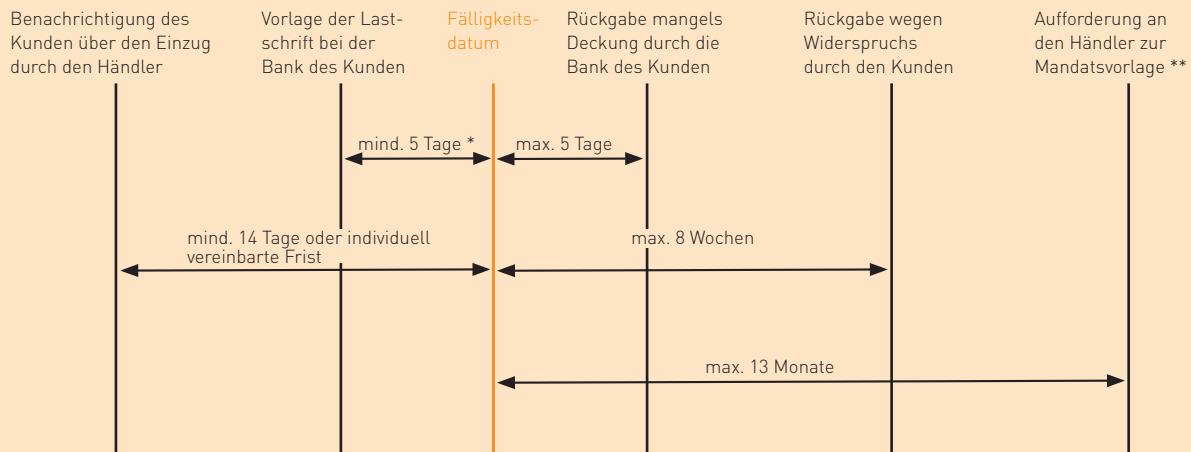 Benachrichtigung des
Kunden über den Einzug
durch den Händler
Vorlage der Last-
schrift bei der
Bank des Kunden
Fälligkeits-
datum
Rückgabe mangels
Deckung durch die
Bank des Kunden
Rückgabe wegen
Widerspruchs
durch den Kunden
Aufforderung an
den Händler zur
Mandatsvorlage **
mind. 5 Tage *
max. 5 Tage
mind. 14 Tage oder individuell
vereinbarte Frist
max. 8 Wochen
max. 13 Monate